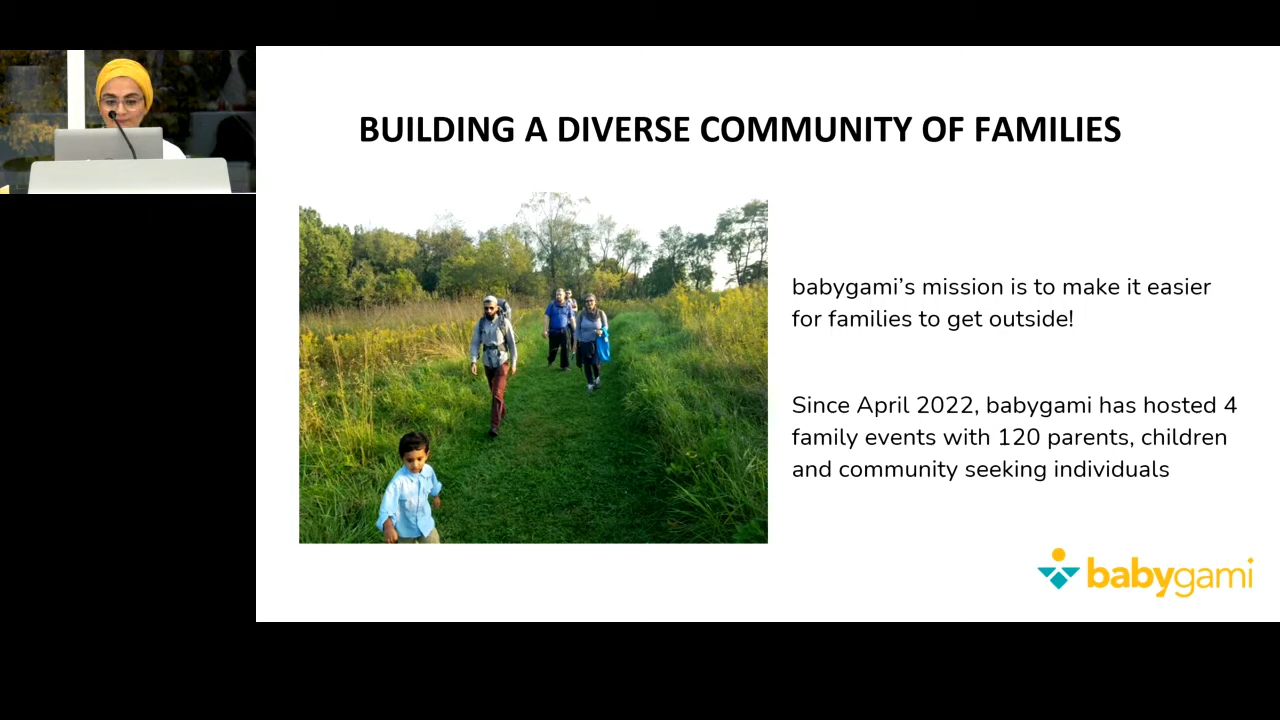 BUILDING A DIVERSE COMMUNITY OF FAMILIES
babygami’s mission is to make it easier
for families to get outside!
Since April 2022, babygami has hosted 4
family events with 120 parents, children
and community seeking individuals
babygami